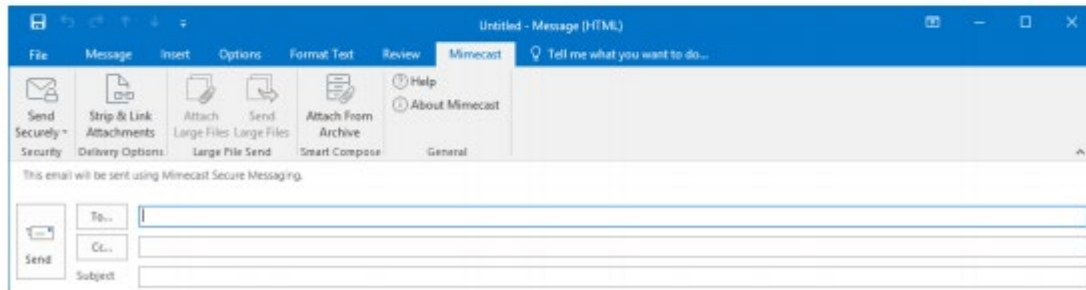 Untitled - Message (HTML)
File Message Insert Options Format Text Review Mimecast Tell me what you want to do...
Send Securely
Strip & Link Attachments
Attach Large Files
Send Large Files
Attach From Archive
Help
About Mimecast
Security Delivery Options Large File Send Smart Compose General
This email will be sent using Mimecast Secure Messaging.
To...
Cc...
Send
Subject